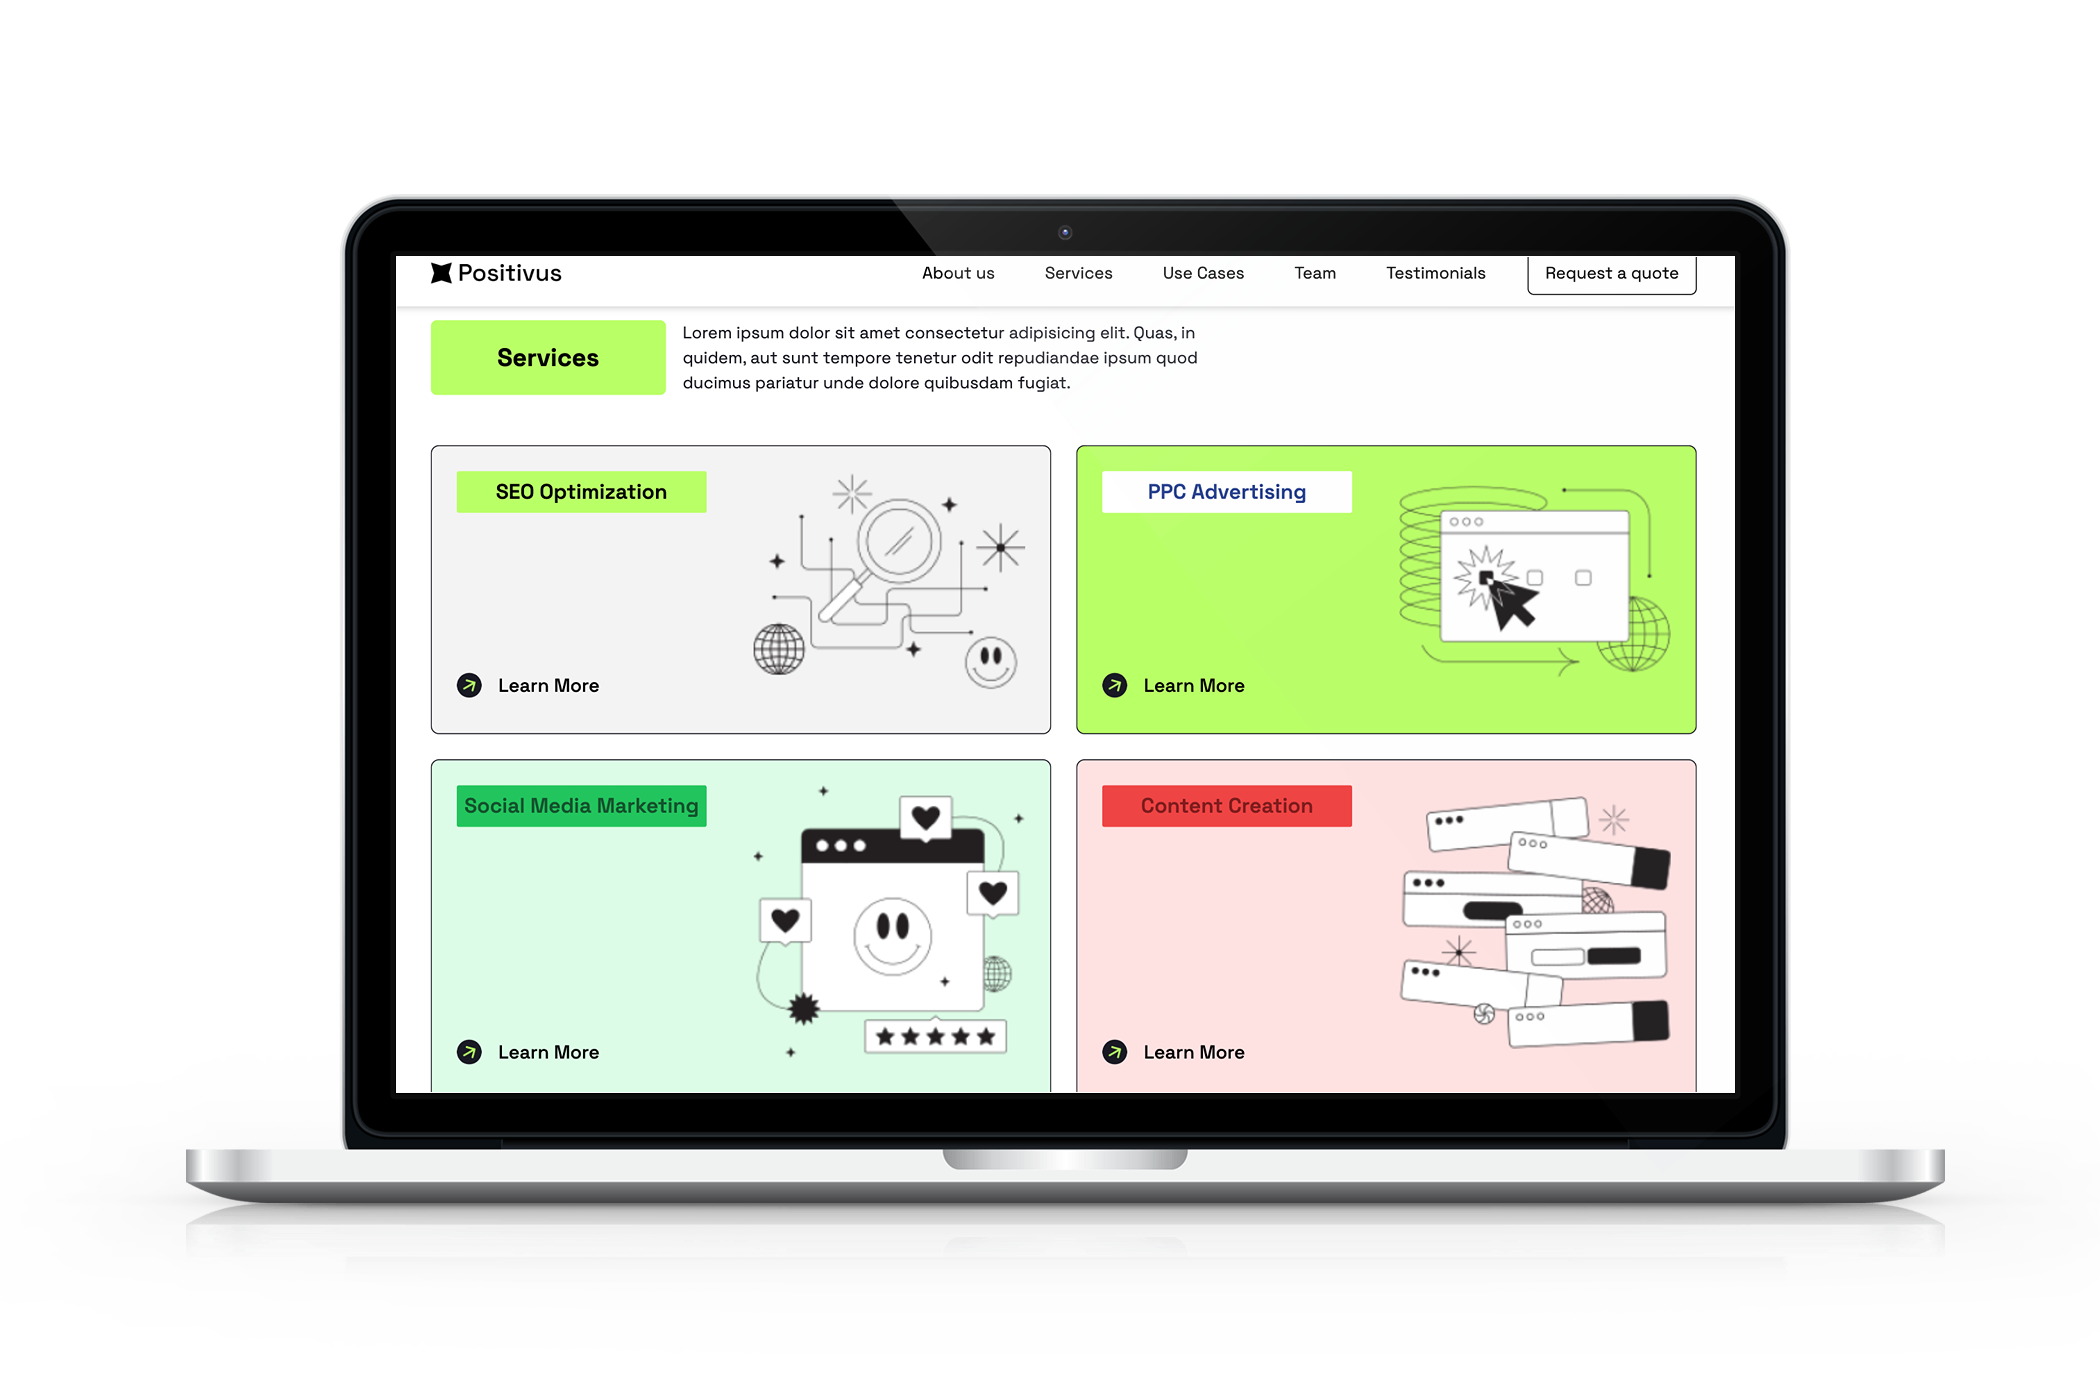 Positivus
About us
Services
Use Cases
Team
Testimonials
Request a quote
Services
Lorem ipsum dolor sit amet consectetur adipisicing elit. Quas, in
quidem, aut sunt tempore tenetur odit repudiandae ipsum quod
ducimus pariatur unde dolore quibusdam fugiat.
SEO Optimization
Learn More
PPC Advertising
Learn More
Social Media Marketing
Learn More
Content Creation
Learn More